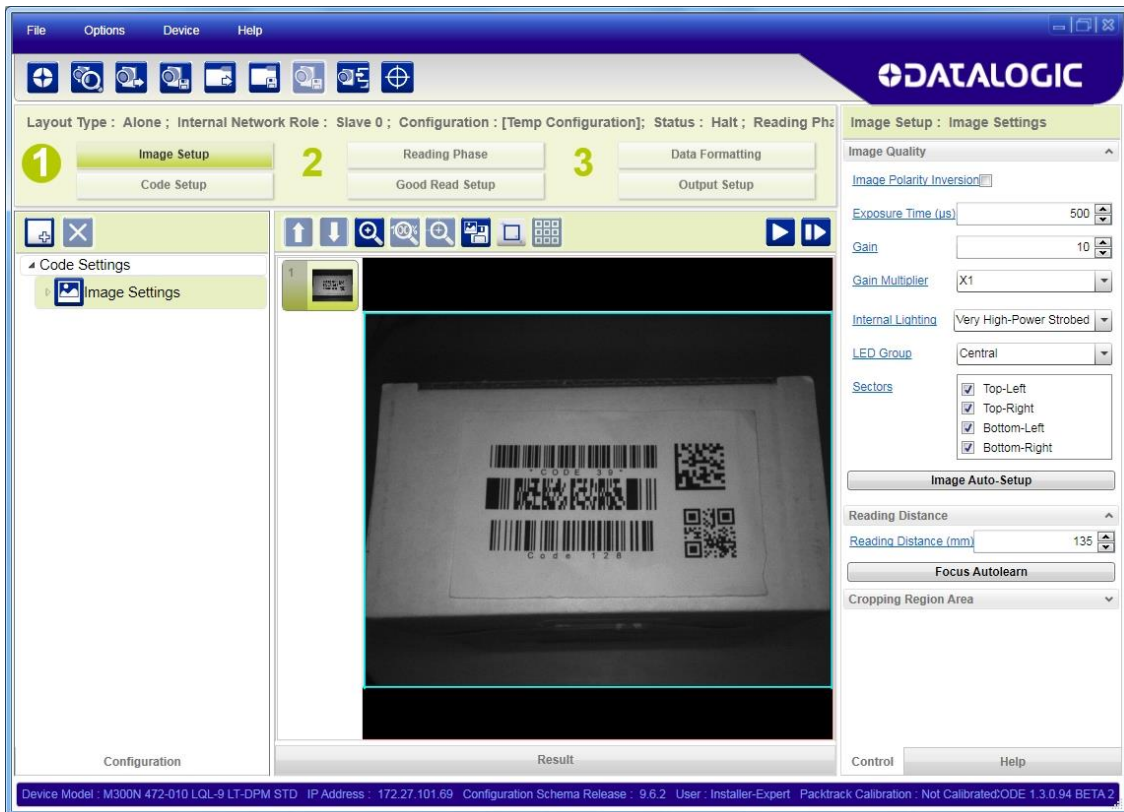 File Options Device Help
DATALOGIC
Layout Type : Alone ; Internal Network Role : Slave 0 ; Configuration : [Temp Configuration]; Status : Halt ; Reading Pha
Image Setup : Image Settings
1 Image Setup 2 Reading Phase 3 Data Formatting
Code Setup Good Read Setup Output Setup
Image Quality
Image Polarity Inversion
Exposure Time (µs) 500
Gain 10
Gain Multiplier X1
Internal Lighting Very High-Power Strobed
LED Group Central
Sectors Top-Left
Top-Right
Bottom-Left
Bottom-Right
Image Auto-Setup
Reading Distance
Reading Distance (mm) 135
Focus Autolearn
Cropping Region Area
Code Settings
Image Settings
100%
1
*CODE 39*
Code 128
Configuration Result Control Help
Device Model : M300N 472-010 LQL-9 LT-DPM STD IP Address : 172.27.101.69 Configuration Schema Release : 9.6.2 User : Installer-Expert Packtrack Calibration : Not Calibrated ODE 1.3.0.94 BETA 2